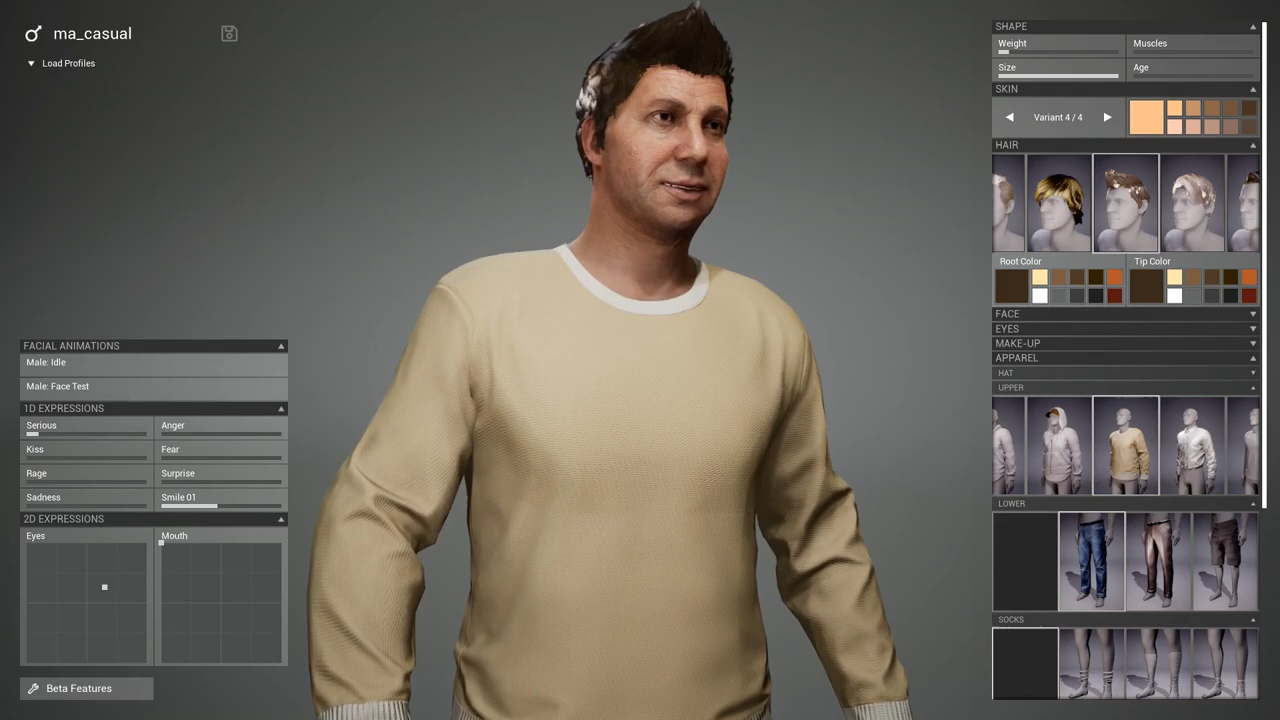 ma_casual
Load Profiles
FACIAL ANIMATIONS
Male: Idle
Male: Face Test
1D EXPRESSIONS
Serious
Anger
Kiss
Fear
Rage
Surprise
Sadness
Smile 01
2D EXPRESSIONS
Eyes
Mouth
Beta Features
SHAPE
Weight
Muscles
Size
Age
SKIN
Variant 4 / 4
HAIR
Root Color
Tip Color
FACE
EYES
MAKE-UP
APPAREL
HAT
UPPER
LOWER
SOCKS